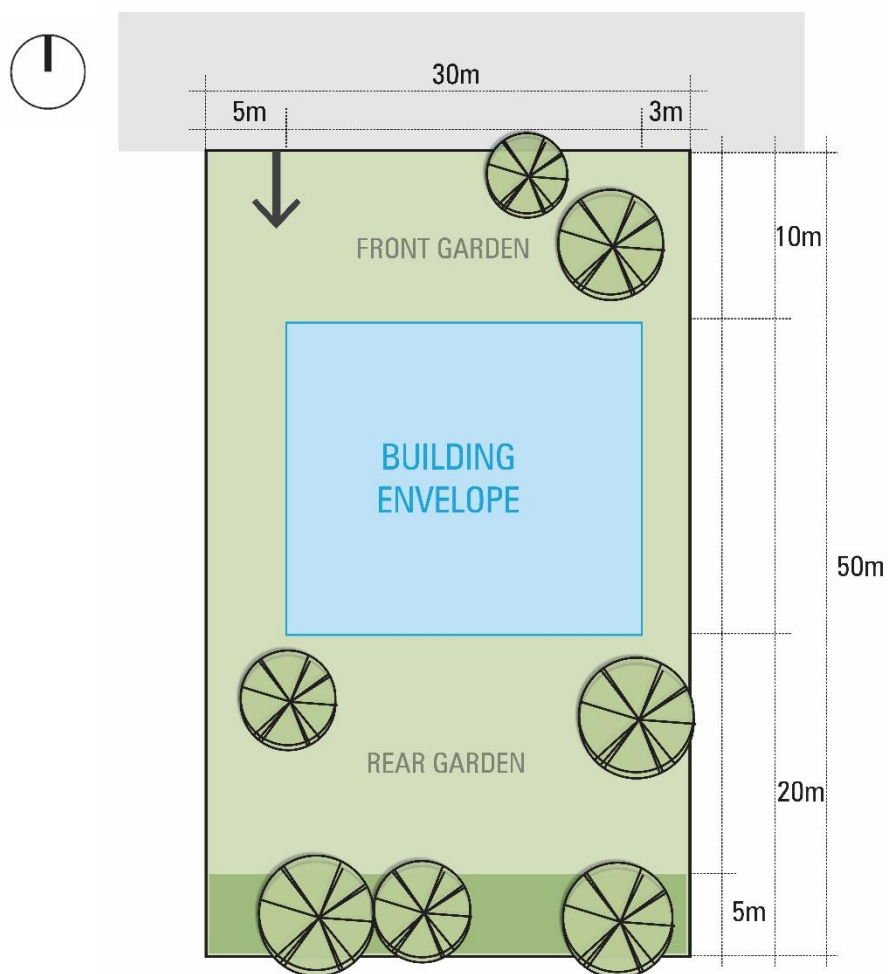 30m
5m
3m
10m
FRONT GARDEN
BUILDING
ENVELOPE
50m
REAR GARDEN
20m
5m